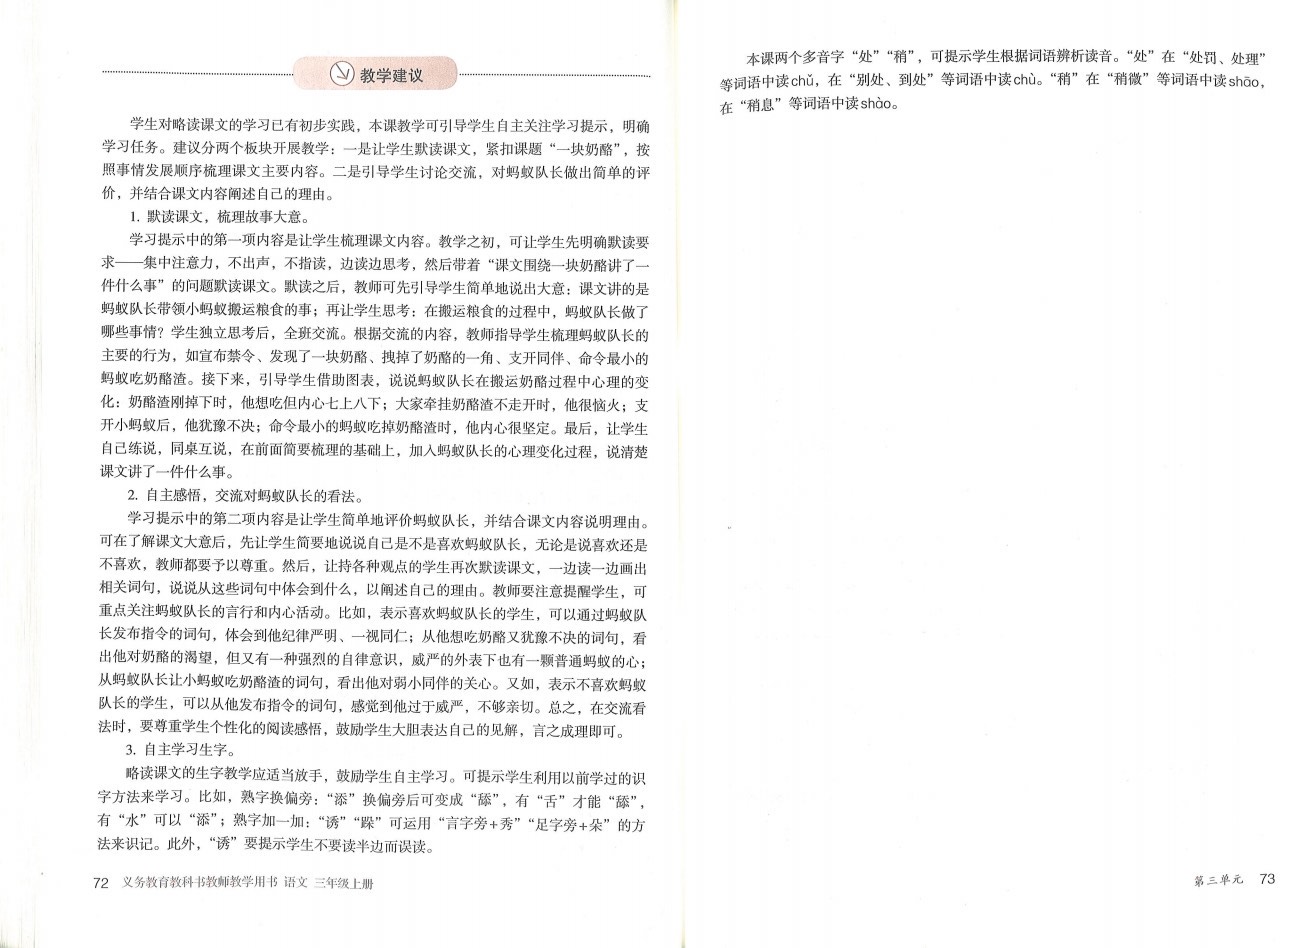 教学建议
学生对略读课文的学习已有初步实践，本课教学可引导学生自主关注学习提示，明确
学习任务。建议分两个板块开展教学：一是让学生默读课文，紧扣课题“一块奶酪”，按
照事情发展顺序梳理课文主要内容。二是引导学生讨论交流，对蚂蚁队长做出简单的评
价，并结合课文内容阐述自己的理由。
1. 默读课文，梳理故事大意。
学习提示中的第一项内容是让学生梳理课文内容。教学之初，可让学生先明确默读要
求——集中注意力，不出声，不指读，边读边思考，然后带着“课文围绕一块奶酪讲了一
件什么事”的问题默读课文。默读之后，教师可先引导学生简单地说出大意：课文讲的是
蚂蚁队长带领小蚂蚁搬运粮食的事；再让学生思考：在搬运粮食的过程中，蚂蚁队长做了
哪些事情？学生独立思考后，全班交流。根据交流的内容，教师指导学生梳理蚂蚁队长的
主要的行为，如宣布禁令、发现了一块奶酪、拽掉了奶酪的一角、支开同伴、命令最小的
蚂蚁吃奶酪渣。接下来，引导学生借助图表，说说蚂蚁队长在搬运奶酪过程中心理的变
化：奶酪渣刚掉下时，他想吃但内心七上八下；大家牵挂奶酪渣不走开时，他很恼火；支
开小蚂蚁后，他犹豫不决；命令最小的蚂蚁吃掉奶酪渣时，他内心很坚定。最后，让学生
自己练说，同桌互说，在前面简要梳理的基础上，加入蚂蚁队长的心理变化过程，说清楚
课文讲了一件什么事。
2. 自主感悟，交流对蚂蚁队长的看法。
学习提示中的第二项内容是让学生简单地评价蚂蚁队长，并结合课文内容说明理由。
可在了解课文大意后，先让学生简要地说说自己是不是喜欢蚂蚁队长，无论是说喜欢还是
不喜欢，教师都要予以尊重。然后，让持各种观点的学生再次默读课文，一边读一边画出
相关词句，说说从这些词句中体会到什么，以阐述自己的理由。教师要注意提醒学生，可
重点关注蚂蚁队长的言行和内心活动。比如，表示喜欢蚂蚁队长的学生，可以通过蚂蚁队
长发布指令的词句，体会到他纪律严明、一视同仁；从他想吃奶酪又犹豫不决的词句，看
出他对奶酪的渴望，但又有一种强烈的自律意识，威严的外表下也有一颗普通蚂蚁的心；
从蚂蚁队长让小蚂蚁吃奶酪渣的词句，看出他对弱小同伴的关心。又如，表示不喜欢蚂蚁
队长的学生，可以从他发布指令的词句，感觉到他过于威严，不够亲切。总之，在交流看
法时，要尊重学生个性化的阅读感悟，鼓励学生大胆表达自己的见解，言之成理即可。
3. 自主学习生字。
略读课文的生字教学应适当放手，鼓励学生自主学习。可提示学生利用以前学过的识
字方法来学习。比如，熟字换偏旁：“添”换偏旁后可变成“舔”，有“舌”才能“舔”，
有“水”可以“添”；熟字加一加：“诱”“跺”可运用“言字旁+秀”“足字旁+朵”的方
法来识记。此外，“诱”要提示学生不要读半边而误读。
72 义务教育教科书教师教学用书 语文 三年级上册
本课两个多音字“处”“稍”，可提示学生根据词语辨析读音。“处”在“处罚、处理”
等词语中读chǔ，在“别处、到处”等词语中读chù。“稍”在“稍微”等词语中读shāo，
在“稍息”等词语中读shào。
第三单元 73